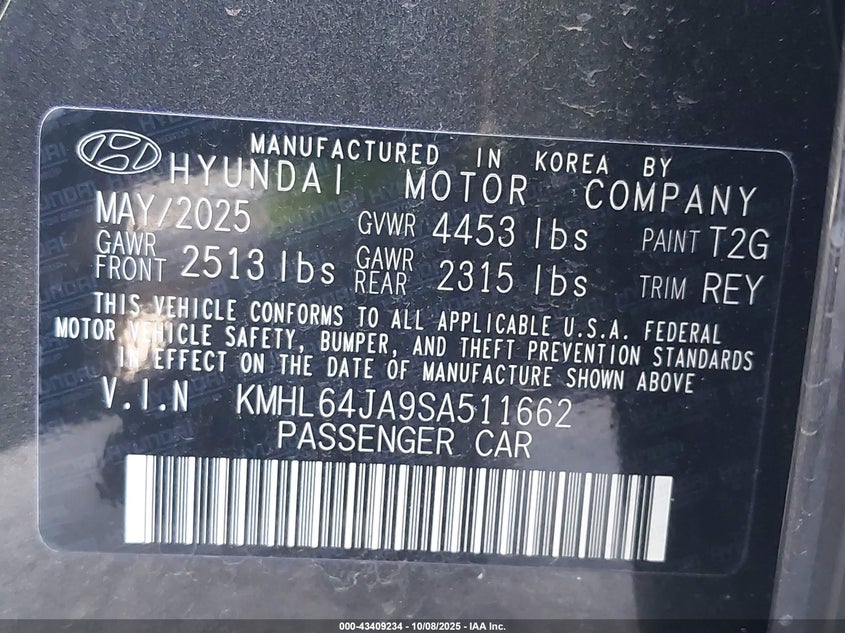 MANUFACTURED IN KOREA BY
HYUNDAI MOTOR COMPANY
MAY/2025 GVWR 4453 lbs PAINT T2G
GAWR FRONT 2513 lbs GAWR REAR 2315 lbs TRIM REY
THIS VEHICLE CONFORMS TO ALL APPLICABLE U.S.A. FEDERAL
MOTOR VEHICLE SAFETY, BUMPER, AND THEFT PREVENTION STANDARDS
IN EFFECT ON THE DATE OF MANUFACTURE SHOWN ABOVE
V.I.N KMHL64JA9SA511662
PASSENGER CAR
000-43409234 - 10/08/2025 - IAA Inc.